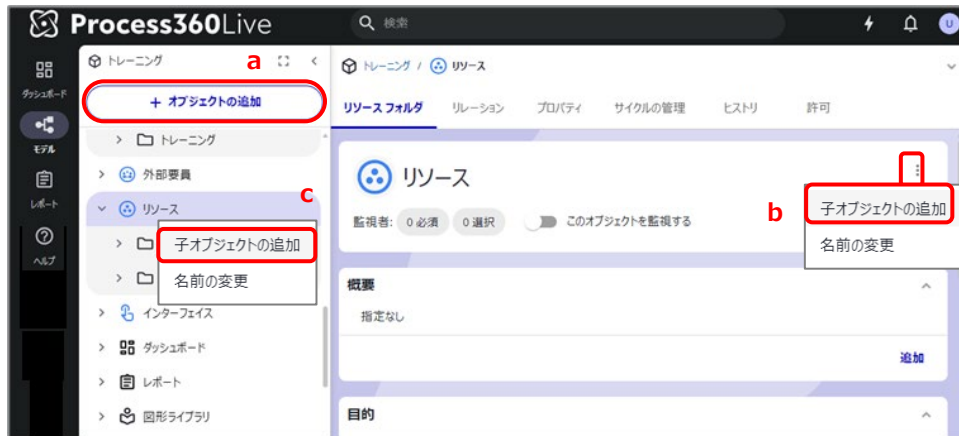 Process360Live
検索
U
ダッシュボード
モデル
レポート
ヘルプ
トレーニング
a
+ オブジェクトの追加
トレーニング
外部要員
リソース
c
子オブジェクトの追加
名前の変更
インターフェイス
ダッシュボード
レポート
図形ライブラリ
トレーニング / リソース
リソース フォルダ リレーション プロパティ サイクルの管理 ヒストリ 許可
リソース
監視者: 0 必須 0 選択 このオブジェクトを監視する
b
子オブジェクトの追加
名前の変更
概要
指定なし
追加
目的